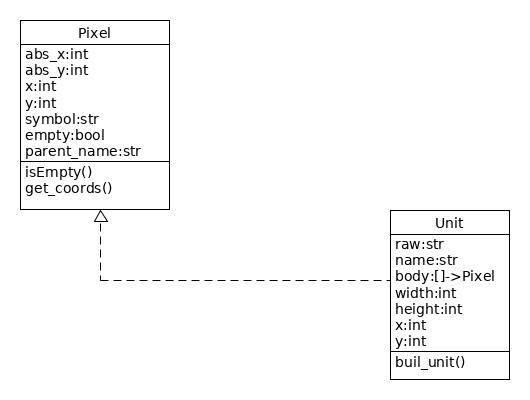 Pixel
abs_x:int
abs_y:int
x:int
y:int
symbol:str
empty:bool
parent_name:str
isEmpty()
get_coords()
Unit
raw:str
name:str
body:[]->Pixel
width:int
height:int
x:int
y:int
buil_unit()